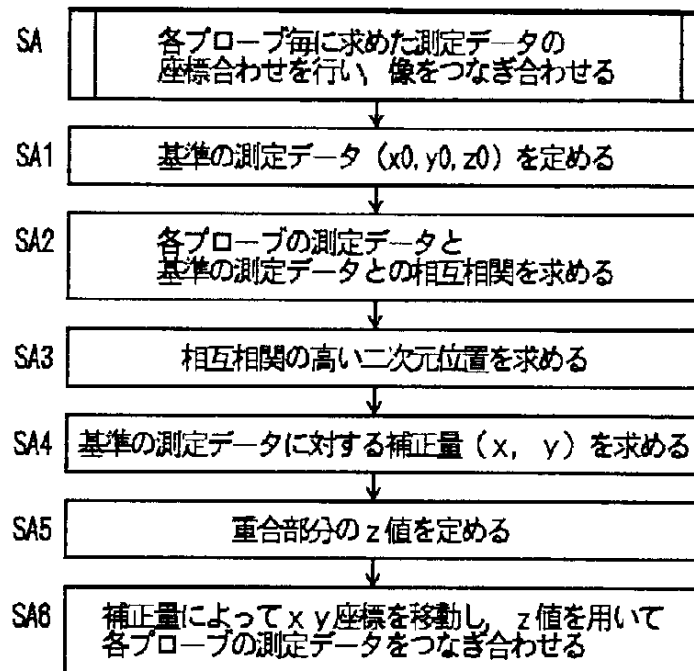 SA 各プローブ毎に求めた測定データの
座標合わせを行い、像をつなぎ合わせる
SA1 基準の測定データ（x0,y0,z0）を定める
SA2 各プローブの測定データと
基準の測定データとの相互相関を求める
SA3 相互相関の高い二次元位置を求める
SA4 基準の測定データに対する補正量（x, y）を求める
SA5 重合部分のz値を定める
SA6 補正量によってxy座標を移動し、z値を用いて
各プローブの測定データをつなぎ合わせる